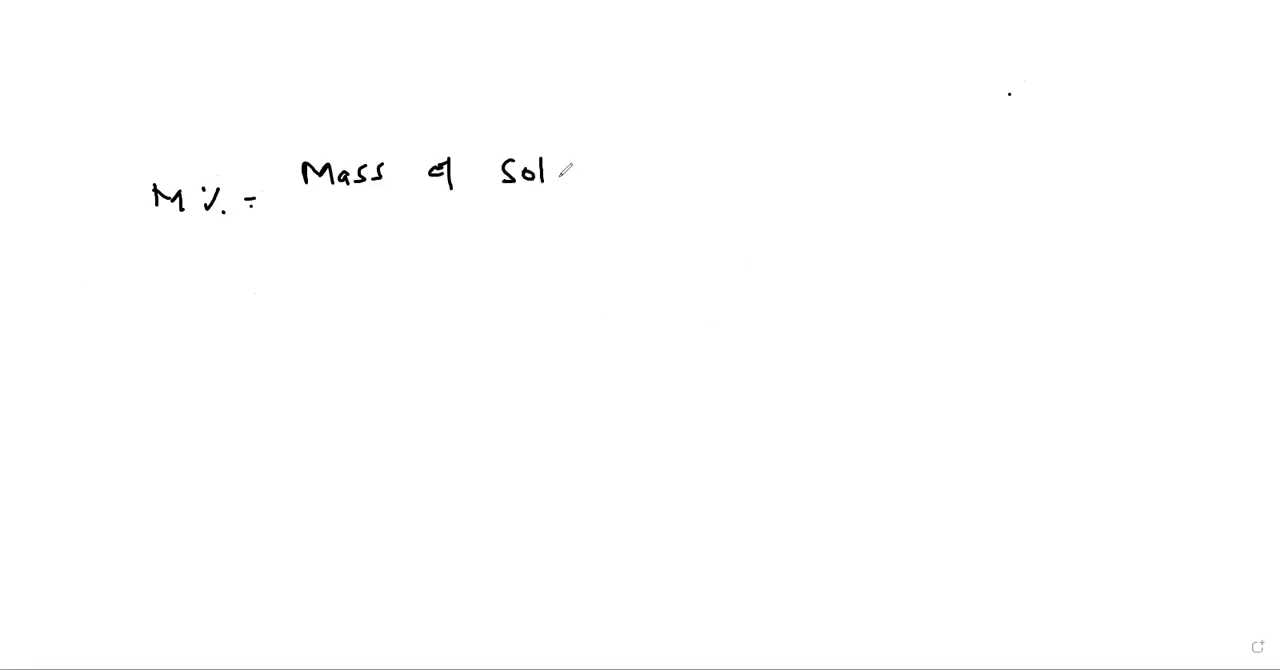 M % = Mass of Sol